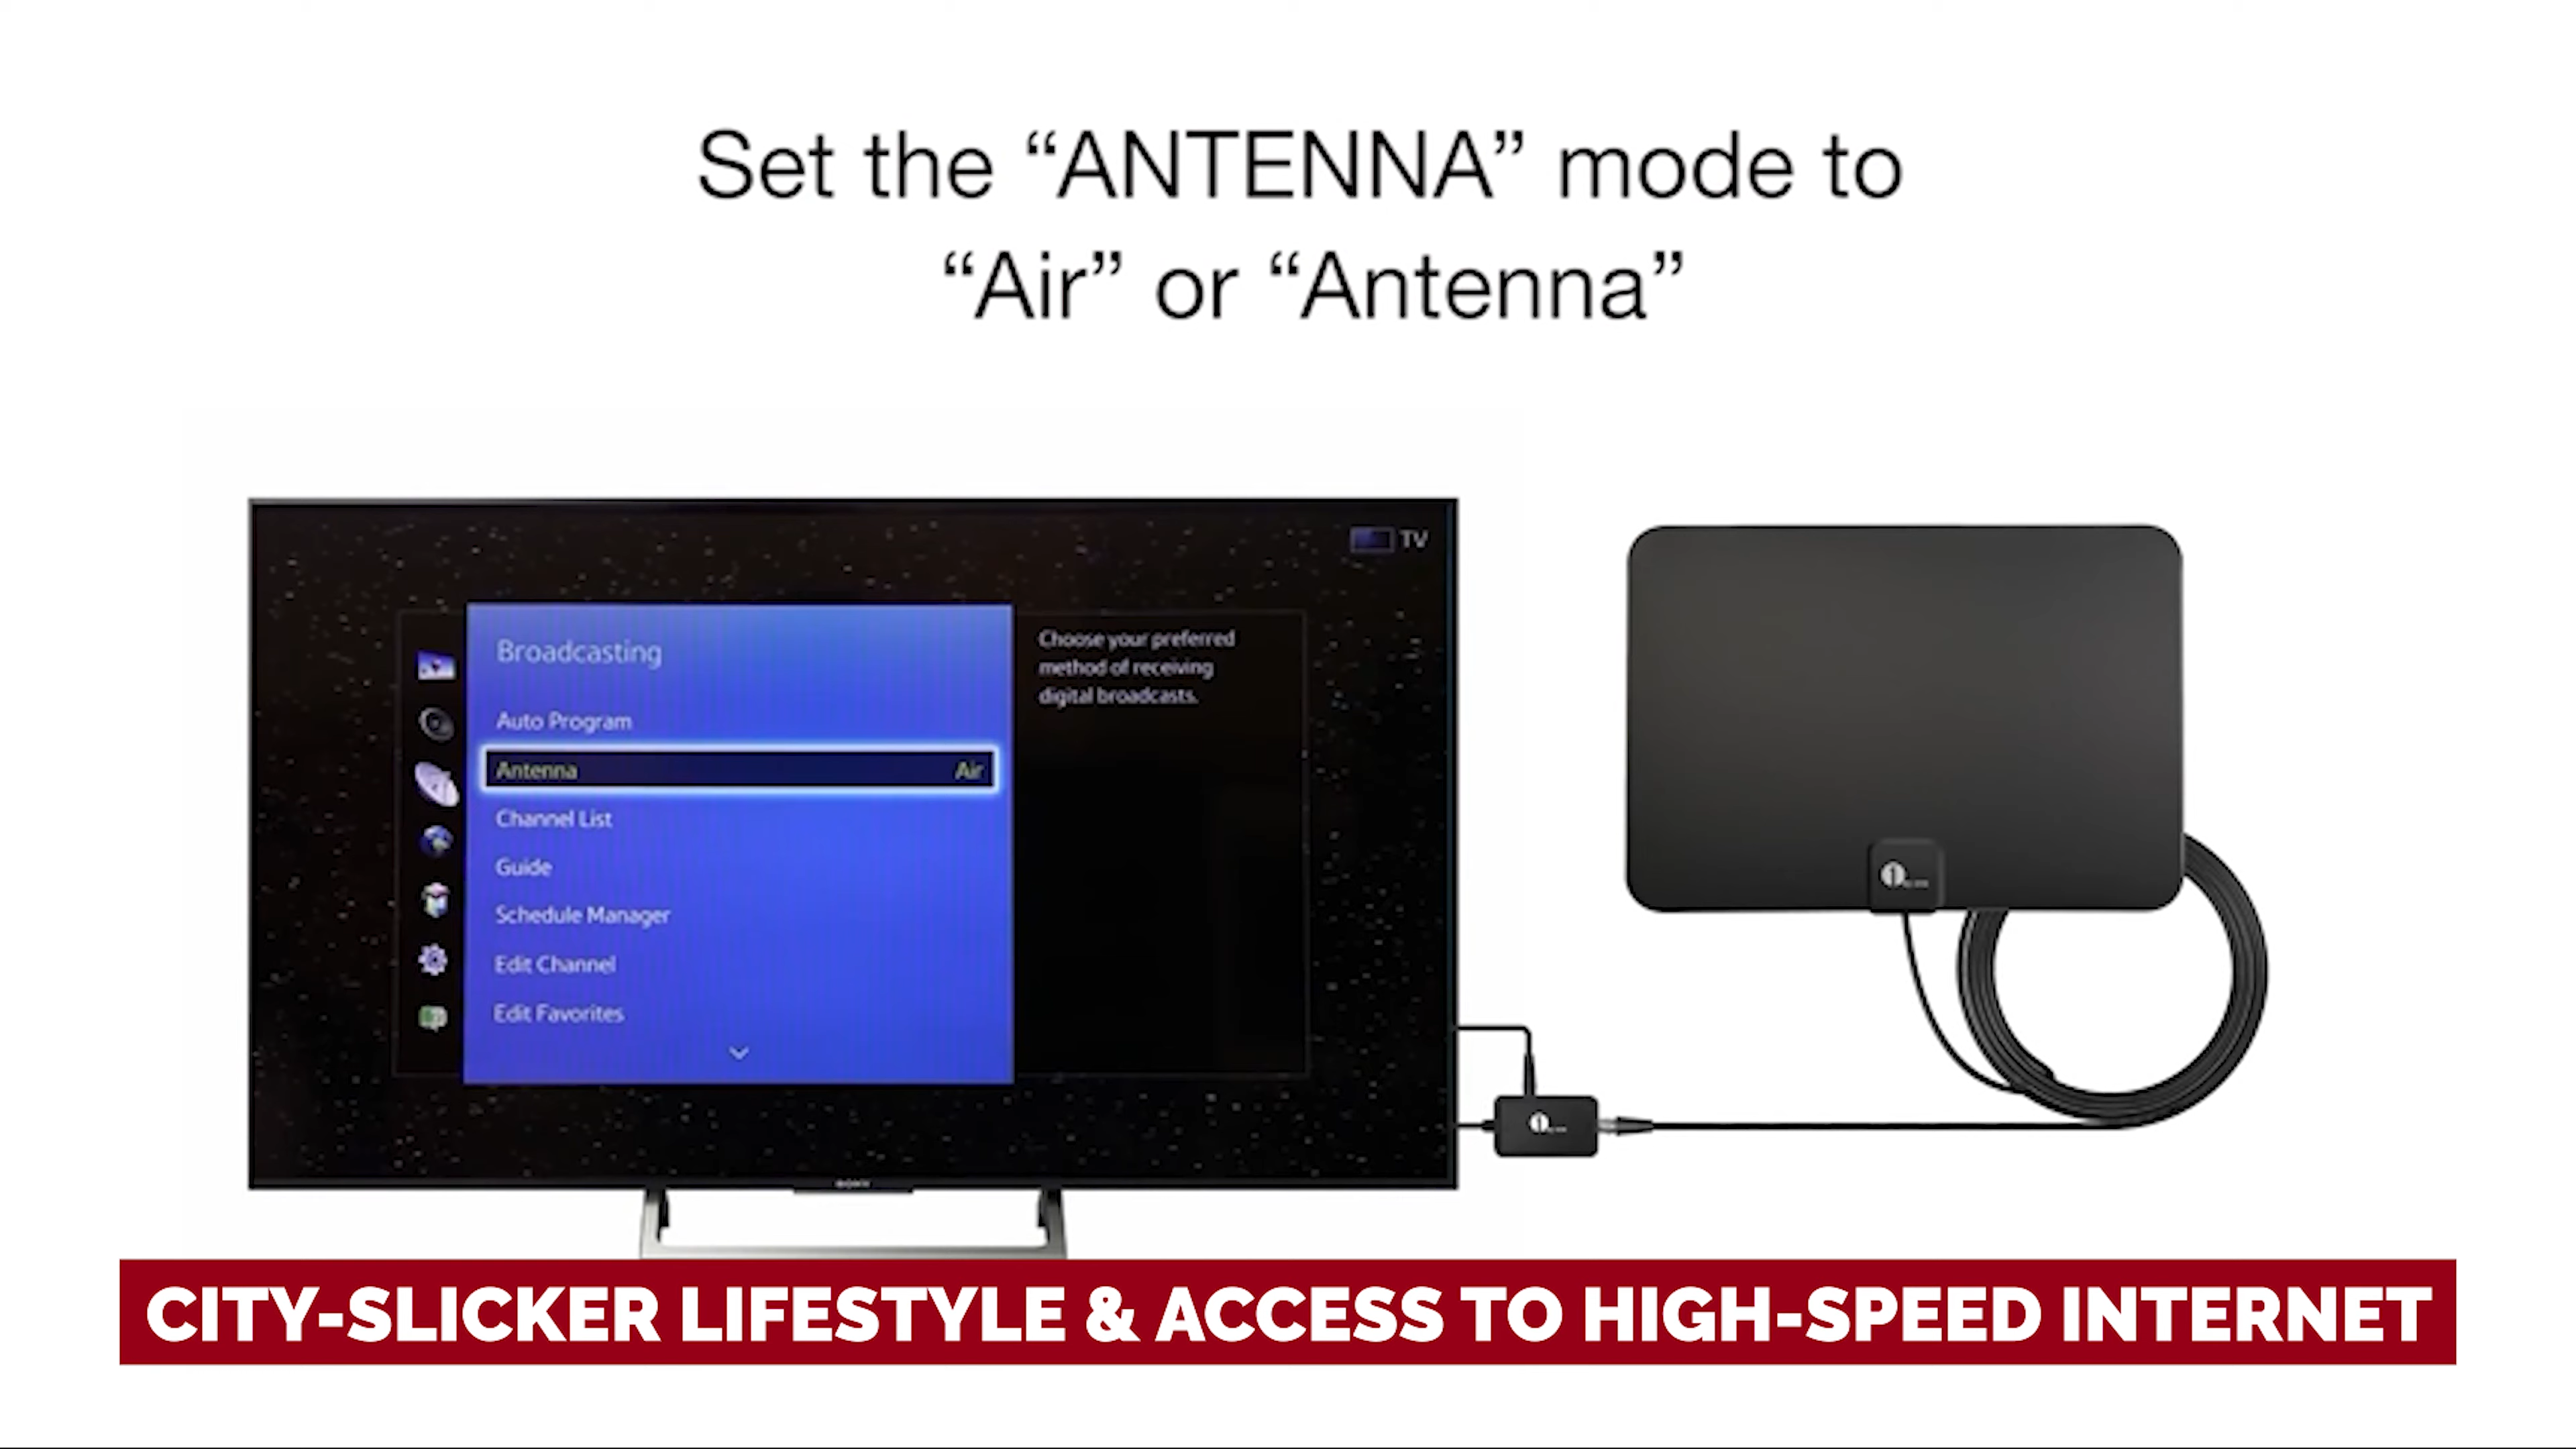 Set the “ANTENNA” mode to
“Air” or “Antenna”
TV
Broadcasting
Auto Program
Antenna Air
Channel List
Guide
Schedule Manager
Edit Channel
Edit Favorites
Choose your preferred
method of receiving
digital broadcasts.
SONY
CITY-SLICKER LIFESTYLE & ACCESS TO HIGH-SPEED INTERNET